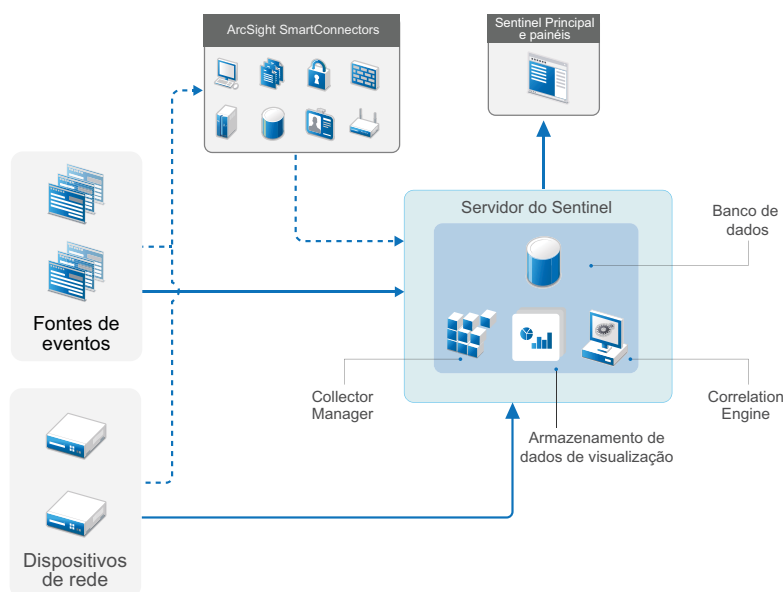 ArcSight SmartConnectors
Sentinel Principal
e painéis
Servidor do Sentinel
Banco de
dados
Fontes de
eventos
Collector
Manager
Correlation
Engine
Armazenamento de
dados de visualização
Dispositivos
de rede